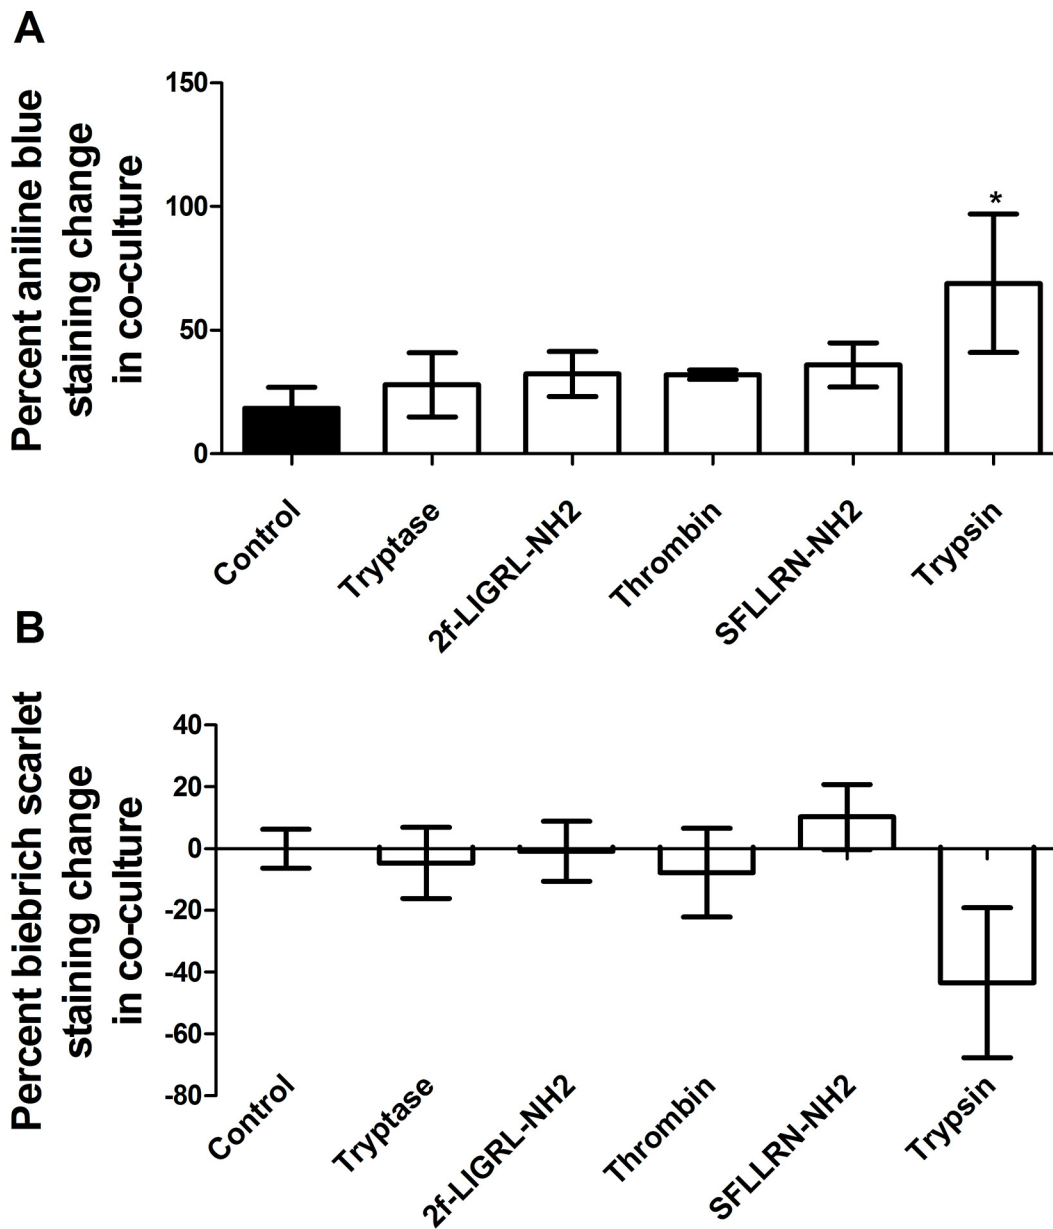 A
Percent aniline blue
staining change
in co-culture
150
100
50
0
*
Control
Tryptase
2f-LIGRL-NH2
Thrombin
SFLLRN-NH2
Trypsin
B
Percent biebrich scarlet
staining change
in co-culture
40
20
0
-20
-40
-60
-80
Control
Tryptase
2f-LIGRL-NH2
Thrombin
SFLLRN-NH2
Trypsin